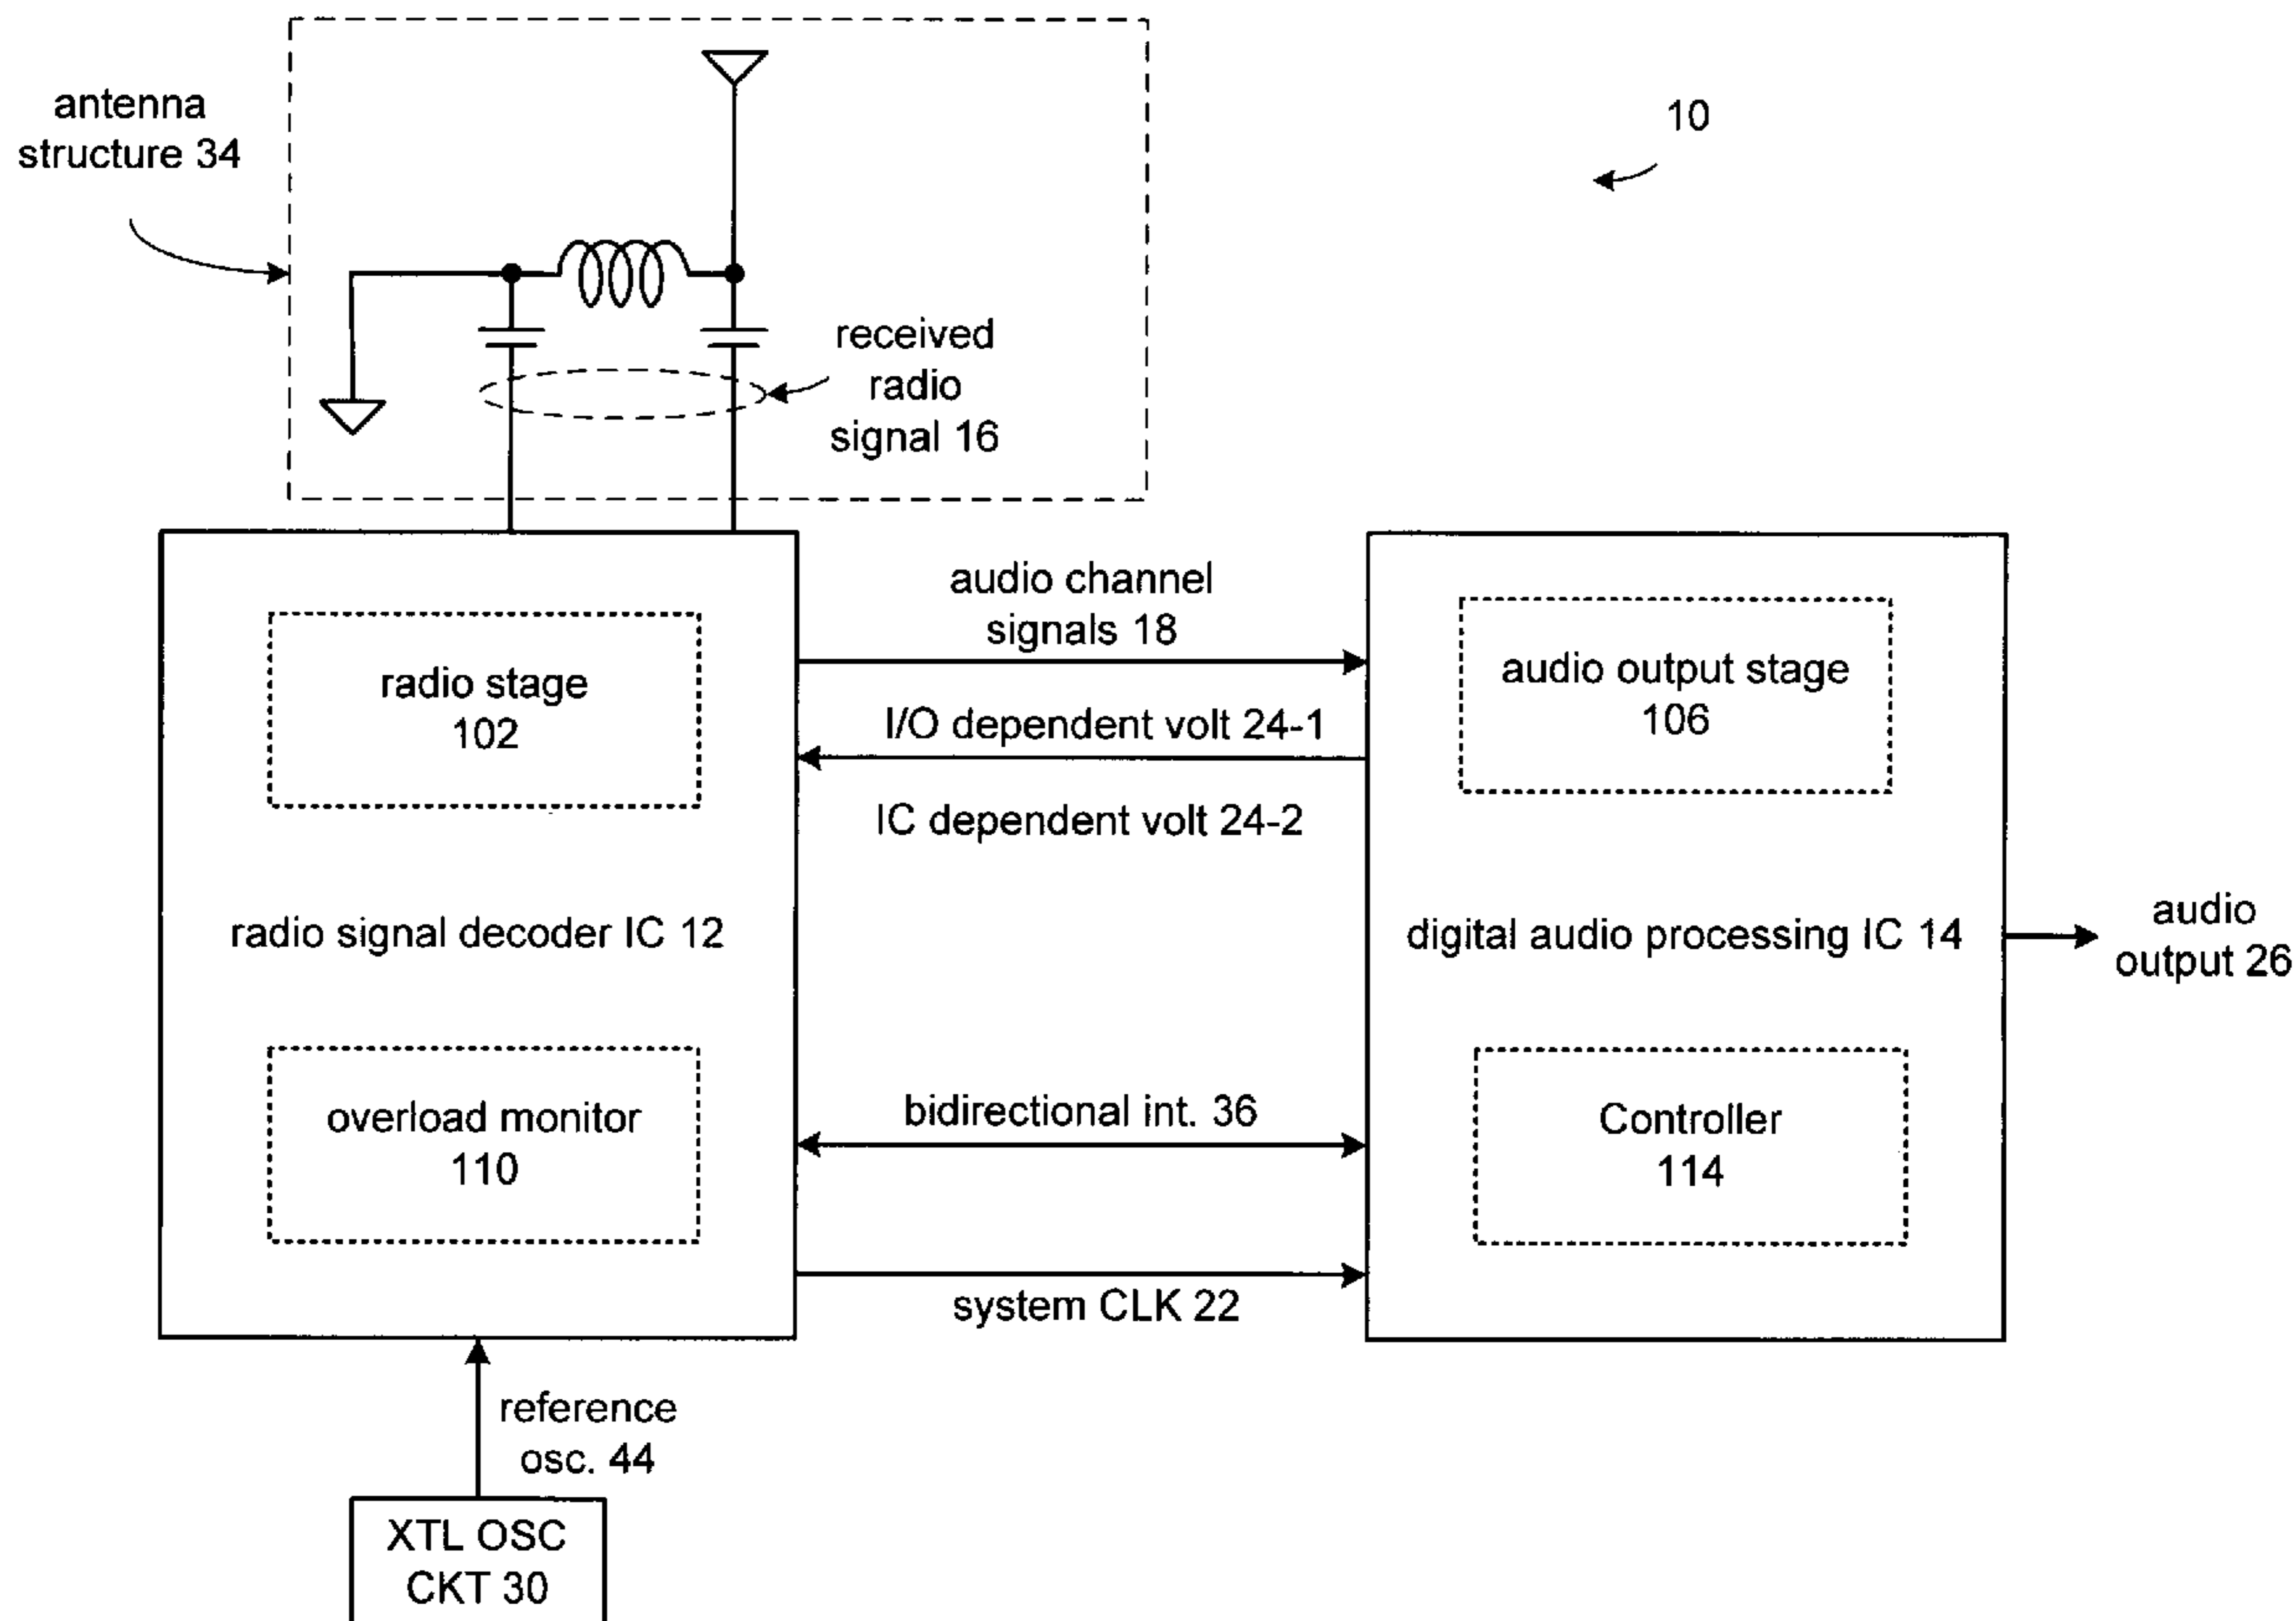 antenna
structure 34
10
received
radio
signal 16
audio channel
signals 18
radio stage
102
audio output stage
106
I/O dependent volt 24-1
IC dependent volt 24-2
radio signal decoder IC 12
digital audio processing IC 14
audio
output 26
overload monitor
110
bidirectional int. 36
Controller
114
system CLK 22
reference
osc. 44
XTL OSC
CKT 30